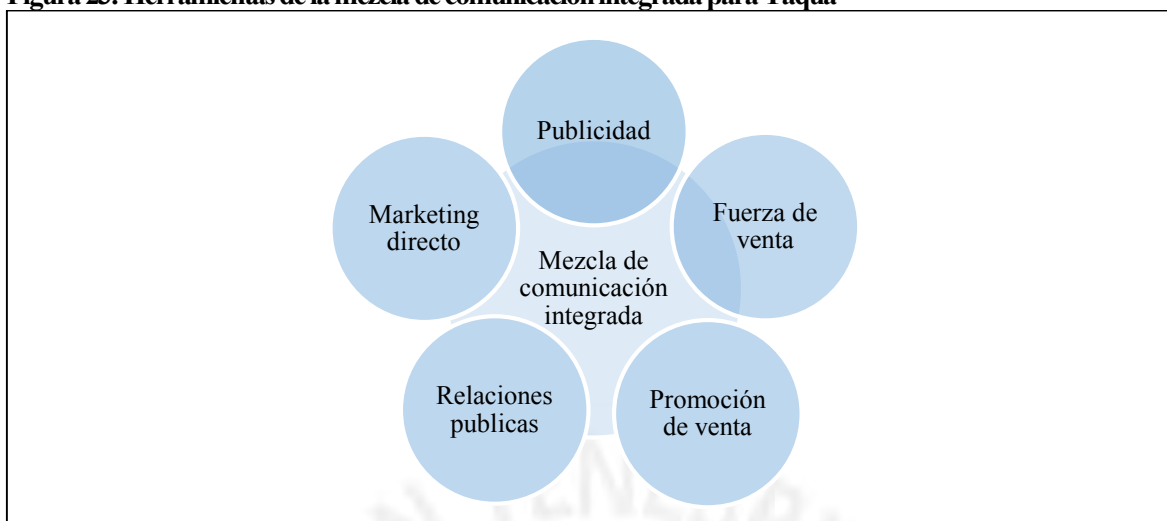 Figura 23: Herramientas de la mezcla de comunicación integrada para Yaqua
Publicidad
Marketing
directo
Fuerza de
venta
Mezcla de
comunicación
integrada
Relaciones
publicas
Promoción
de venta